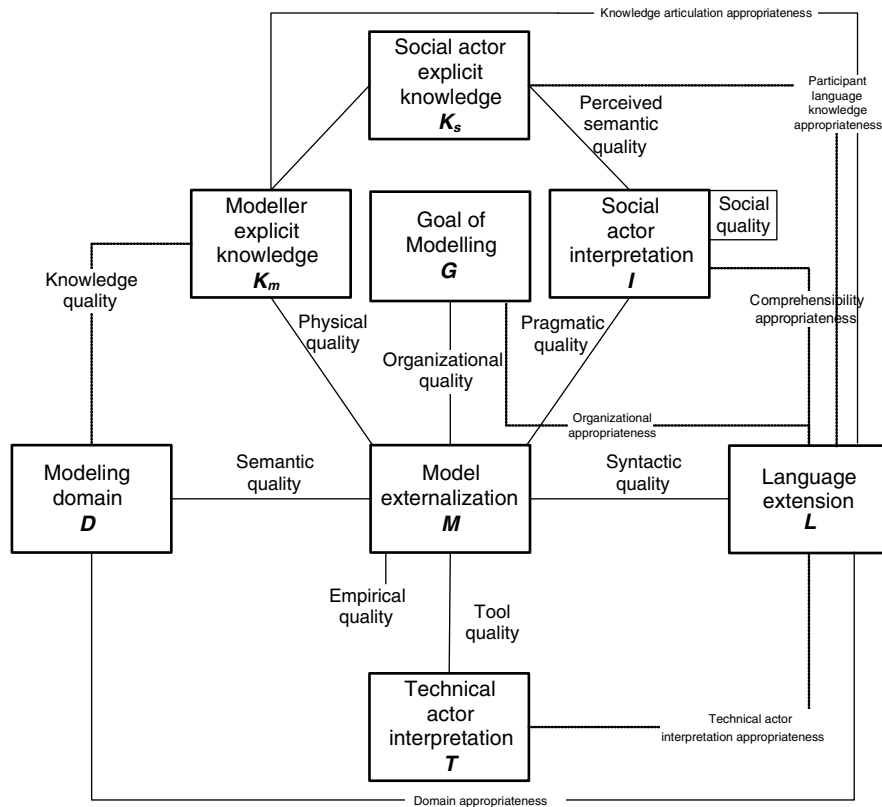 Knowledge articulation appropriateness
Social actor
explicit
knowledge
Ks
Participant
language
knowledge
appropriateness
Perceived
semantic
quality
Modeller
explicit
knowledge
Km
Goal of
Modelling
G
Social
actor
interpretation
I
Social
quality
Knowledge
quality
Physical
quality
Organizational
quality
Pragmatic
quality
Comprehensibility
appropriateness
Organizational
appropriateness
Modeling
domain
D
Semantic
quality
Model
externalization
M
Syntactic
quality
Language
extension
L
Empirical
quality
Tool
quality
Technical
actor
interpretation
T
Technical actor
interpretation appropriateness
Domain appropriateness